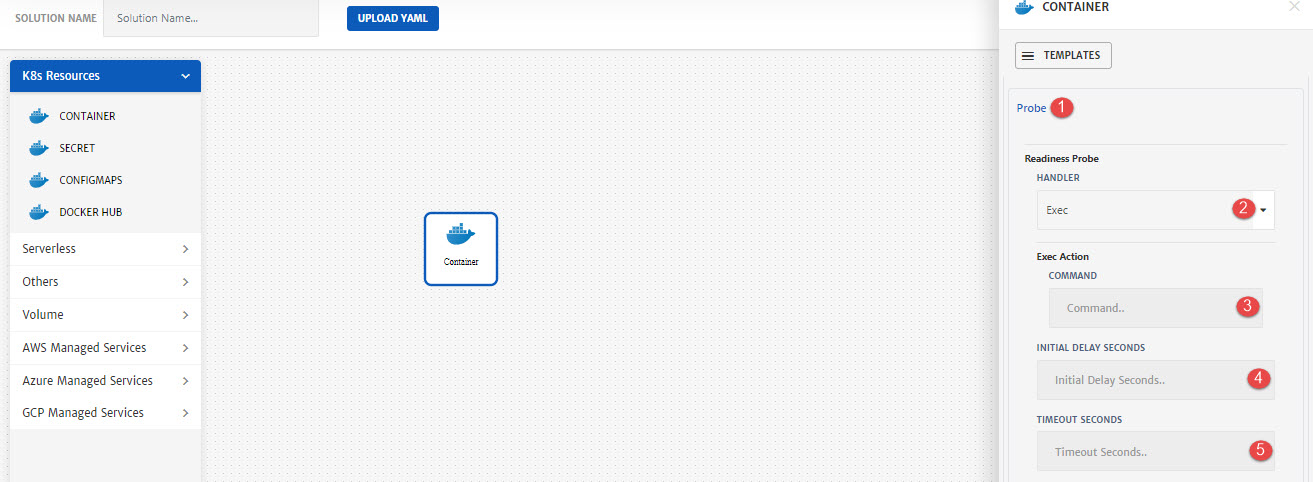 SOLUTION NAME
Solution Name...
UPLOAD YAML
K8s Resources
CONTAINER
SECRET
CONFIGMAPS
DOCKER HUB
Serverless
Others
Volume
AWS Managed Services
Azure Managed Services
GCP Managed Services
Container
CONTAINER
TEMPLATES
Probe 1
Readiness Probe
HANDLER
Exec 2
Exec Action
COMMAND
Command.. 3
INITIAL DELAY SECONDS
Initial Delay Seconds.. 4
TIMEOUT SECONDS
Timeout Seconds.. 5